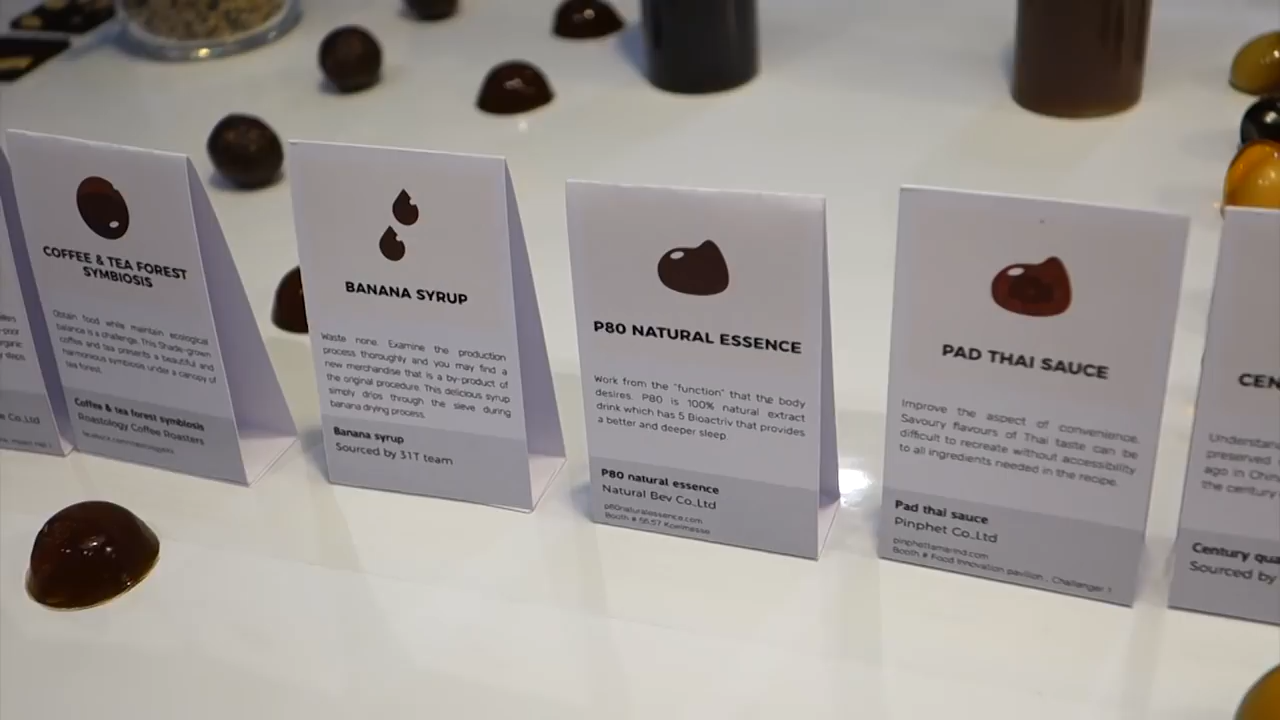 COFFEE & TEA FOREST
SYMBIOSIS
Obtain food while maintain ecological
balance is a challenge. This Shade-grown
coffee and tea presents a beautiful and
harmonious symbiosis under a canopy of
tea forest.
Coffee & tea forest symbiosis
Roastology Coffee Roasters
BANANA SYRUP
Waste none. Examine the production
process thoroughly and you may find a
new merchandise that is a by-product of
the original procedure. This delicious syrup
simply drips through the sieve during
banana drying process.
Banana syrup
Sourced by 31T team
P80 NATURAL ESSENCE
Work from the "function" that the body
desires. P80 is 100% natural extract
drink which has 5 Bioactiv that provides
a better and deeper sleep.
P80 natural essence
Natural Bev Co.,Ltd
p80naturalessence.com
Booth #
PAD THAI SAUCE
Improve the aspect of convenience.
Savoury flavours of Thai taste can be
difficult to recreate without accessibility
to all ingredients needed in the recipe.
Pad thai sauce
Pinphet Co.,Ltd
Booth # Food Innovation pavilion , Challenger 1
CEN
Understan
preserved
ago in Chin
the century
Century qua
Sourced by
Co.,Ltd